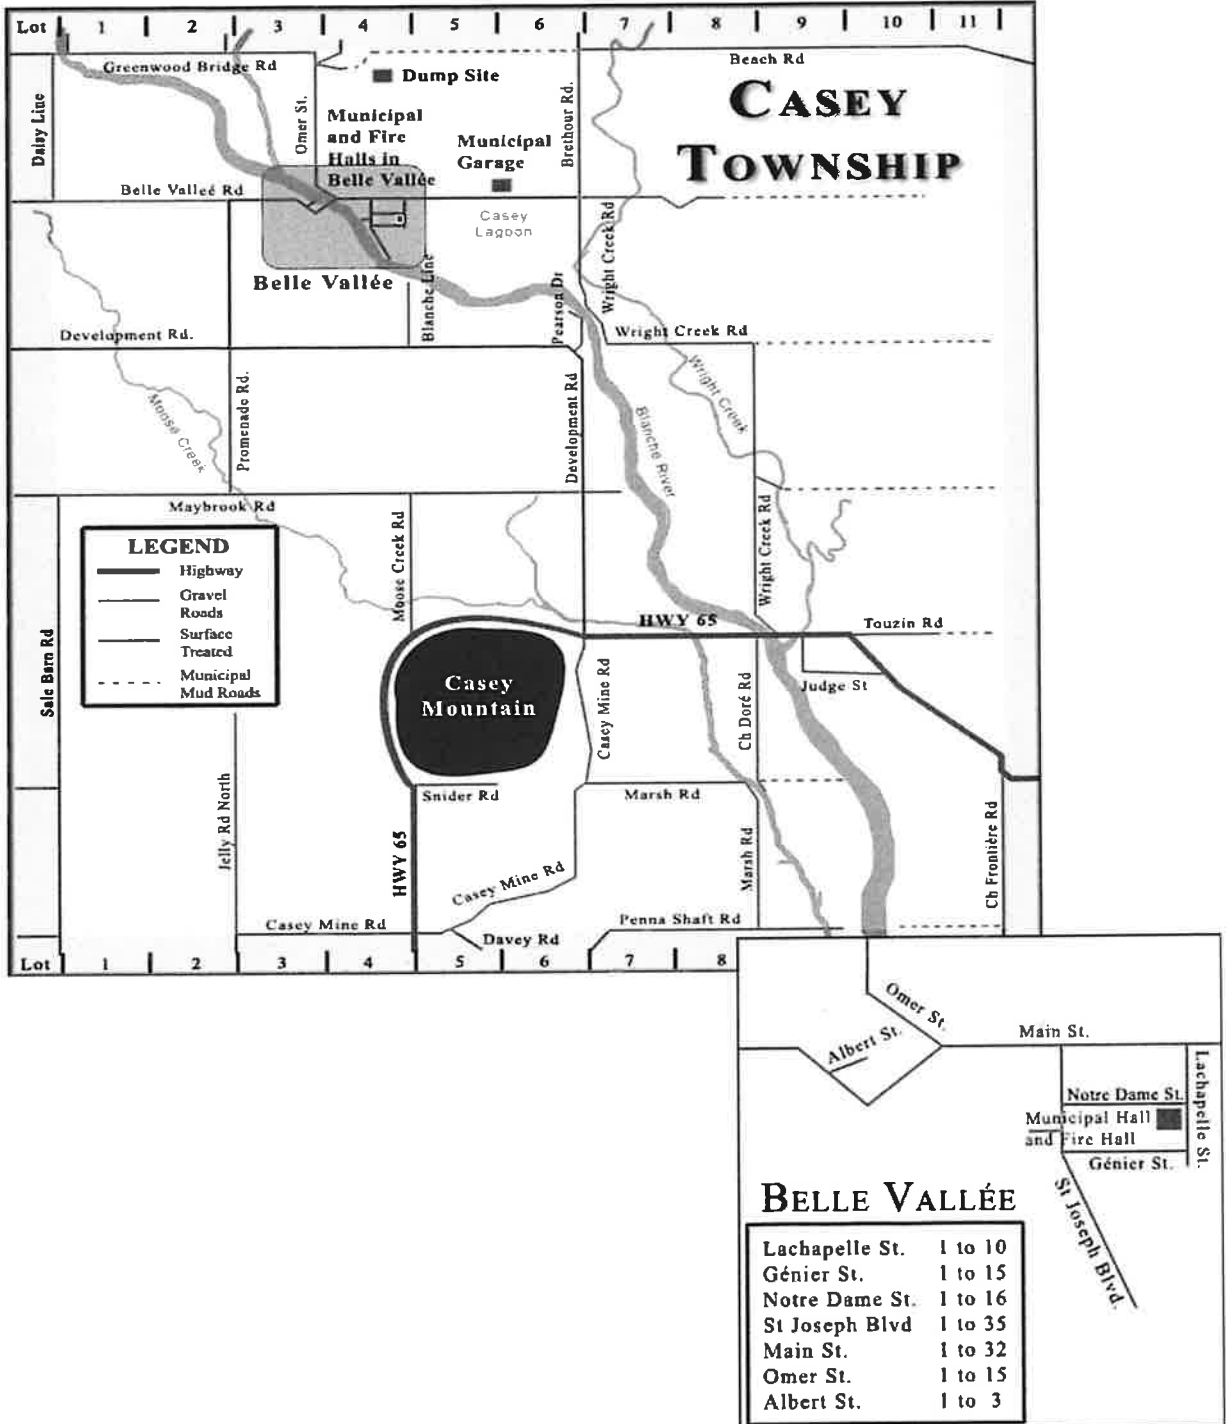 Lot 1 2 3 4 5 6 7 8 9 10 11
Greenwood Bridge Rd
Beach Rd
Dump Site
CASEY
TOWNSHIP
Daisy Line
Omer St.
Municipal
and Fire
Halls in
Belle Vallée
Municipal
Garage
Brethour Rd.
Belle Valleé Rd
Casey
Lagoon
Wright Creek Rd
Belle Vallée
Blanche Line
Pearson Dr
Development Rd.
Wright Creek Rd
Moose Creek
Promenade Rd.
Development Rd
Blanche River
Wright Creek
Maybrook Rd
Moose Creek Rd
Wright Creek Rd
LEGEND
Highway
Gravel
Roads
Surface
Treated
Municipal
Mud Roads
Sale Barn Rd
HWY 65
Touzin Rd
Casey
Mountain
Casey Mine Rd
Ch Doré Rd
Judge St
Snider Rd
Marsh Rd
Jelly Rd North
HWY 65
Casey Mine Rd
Marsh Rd
Ch Frontière Rd
Casey Mine Rd
Davey Rd
Penna Shaft Rd
Lot 1 2 3 4 5 6 7 8
Omer St.
Albert St.
Main St.
Notre Dame St.
Lachapelle St.
Municipal Hall
and Fire Hall
Génier St.
St Joseph Blvd.
BELLE VALLÉE
Lachapelle St. 1 to 10
Génier St. 1 to 15
Notre Dame St. 1 to 16
St Joseph Blvd 1 to 35
Main St. 1 to 32
Omer St. 1 to 15
Albert St. 1 to 3